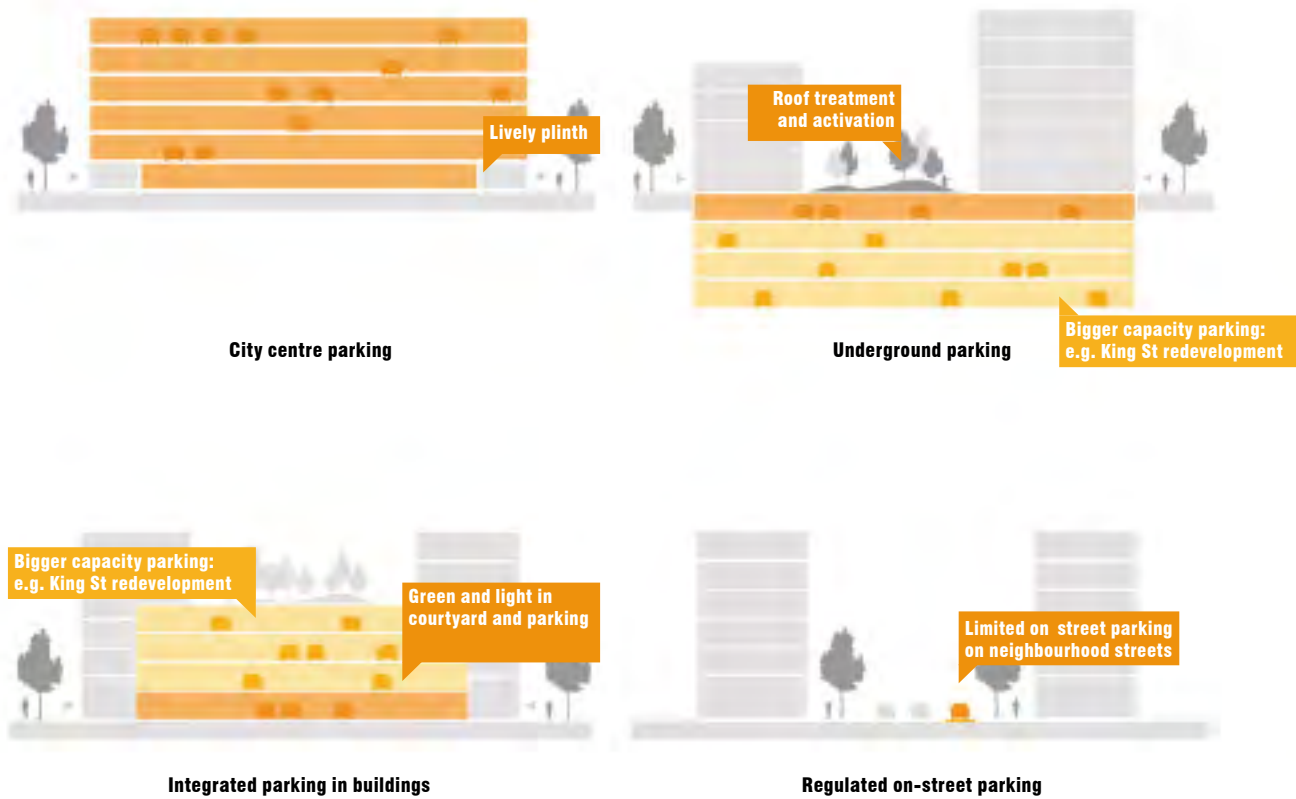 Lively plinth
City centre parking
Roof treatment
and activation
Bigger capacity parking:
e.g. King St redevelopment
Underground parking
Bigger capacity parking:
e.g. King St redevelopment
Green and light in
courtyard and parking
Integrated parking in buildings
Limited on street parking
on neighbourhood streets
Regulated on-street parking